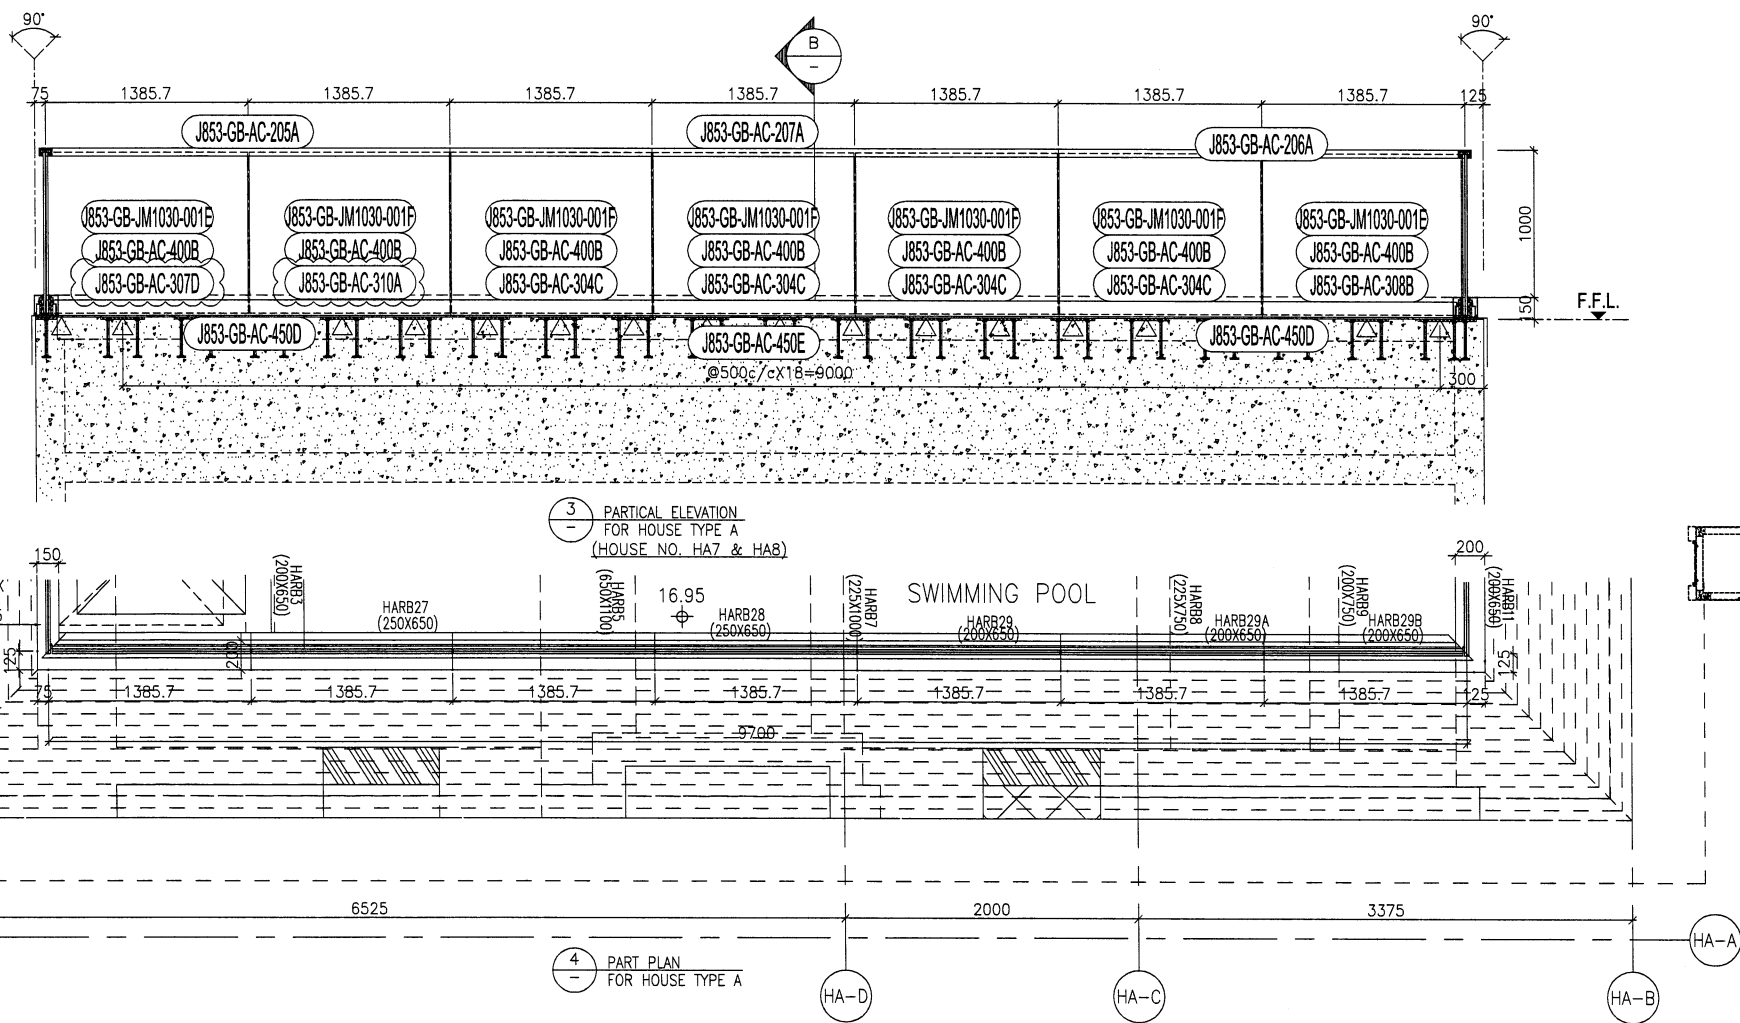 90°
90°
B
-
75 1385.7 1385.7 1385.7 1385.7 1385.7 1385.7 1385.7 125
J853-GB-AC-205A J853-GB-AC-207A J853-GB-AC-206A
J853-GB-JM1030-001E J853-GB-JM1030-001F J853-GB-JM1030-001F J853-GB-JM1030-001F J853-GB-JM1030-001F J853-GB-JM1030-001F J853-GB-JM1030-001E
J853-GB-AC-400B J853-GB-AC-400B J853-GB-AC-400B J853-GB-AC-400B J853-GB-AC-400B J853-GB-AC-400B J853-GB-AC-400B
J853-GB-AC-307D J853-GB-AC-310A J853-GB-AC-304C J853-GB-AC-304C J853-GB-AC-304C J853-GB-AC-304C J853-GB-AC-308B
1000
150
F.F.L.
J853-GB-AC-450D J853-GB-AC-450E J853-GB-AC-450D
@500c/cX18=9000
300
3
-
PARTICAL ELEVATION
FOR HOUSE TYPE A
(HOUSE NO. HA7 & HA8)
150
200
HARB3
(200X650)
HARB27
(250X650)
HARB5
(650X1100)
16.95
HARB28
(250X650)
HARB7
(225X1000)
SWIMMING POOL
HARB29
(200X650)
HARB8
(225X750)
HARB29A
(200X650)
HARB9
(200X750)
HARB29B
(200X650)
HARB11
(200X650)
125
200
125
75 1385.7 1385.7 1385.7 1385.7 1385.7 1385.7 1385.7 125
9700
6525 2000 3375
4
-
PART PLAN
FOR HOUSE TYPE A
HA-D
HA-C
HA-B
HA-A